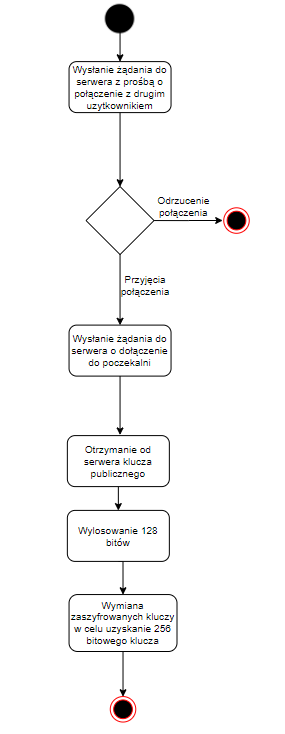 Wysłanie żądania do
serwera z prośbą o
połączenie z drugim
uzytkownikiem
Odrzucenie
połączenia
Przyjęcia
połączenia
Wysłanie żądania do
serwera o dołączenie
do poczekalni
Otrzymanie od
serwera klucza
publicznego
Wylosowanie 128
bitów
Wymiana
zaszyfrowanych kluczy
w celu uzyskanie 256
bitowego klucza